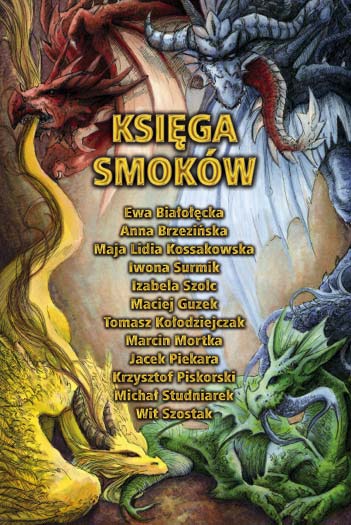 KSIĘGA
SMOKÓW
Ewa Białołęcka
Anna Brzezińska
Maja Lidia Kossakowska
Iwona Surmik
Izabela Szolc
Maciej Guzek
Tomasz Kołodziejczak
Marcin Mortka
Jacek Piekara
Krzysztof Piskorski
Michał Studniarek
Wit Szostak